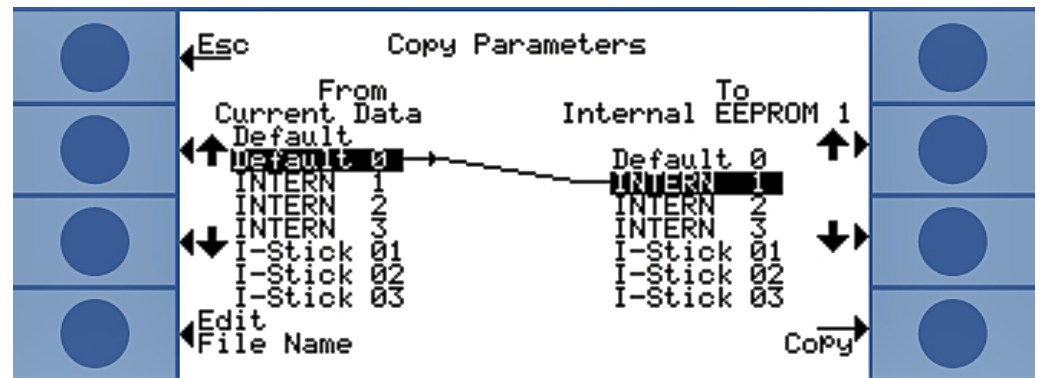 Esc Copy Parameters
From To
Current Data Internal EEPROM 1
Default
Default 0 Default 0
INTERN 1 INTERN 1
INTERN 2 INTERN 2
INTERN 3 INTERN 3
I-Stick 01 I-Stick 01
I-Stick 02 I-Stick 02
I-Stick 03 I-Stick 03
Edit
File Name Copy